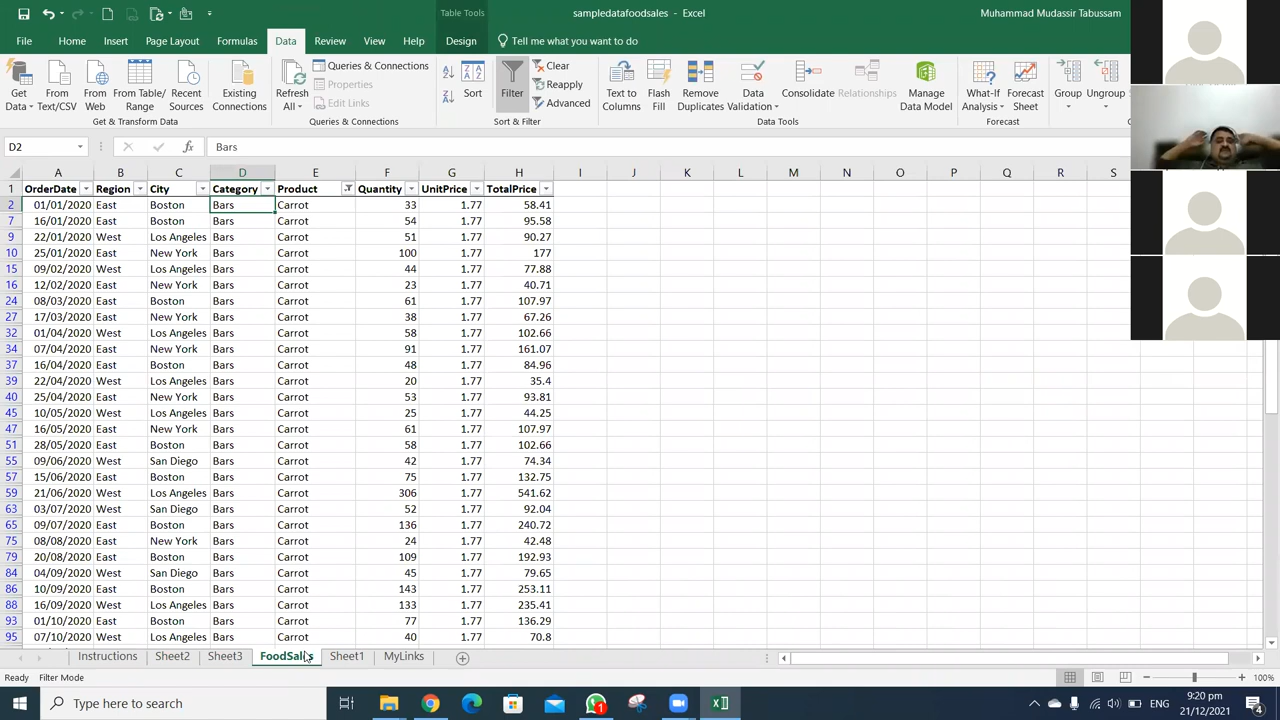 Table Tools
sampledatafoodsales - Excel
Muhammad Mudassir Tabussam
File Home Insert Page Layout Formulas Data Review View Help Design Tell me what you want to do
Get Data From Text/CSV From Web From Table/ Range Recent Sources Existing Connections
Get & Transform Data
Refresh All Queries & Connections Properties Edit Links
Queries & Connections
Sort Filter Clear Reapply Advanced
Sort & Filter
Text to Columns Flash Fill Remove Duplicates Data Validation Consolidate Relationships Manage Data Model
Data Tools
What-If Analysis Forecast Sheet
Forecast
Group Ungroup
D2 fx Bars
A B C D E F G H I J K L M N O P Q R S
1 OrderDate Region City Category Product Quantity UnitPrice TotalPrice
2 01/01/2020 East Boston Bars Carrot 33 1.77 58.41
7 16/01/2020 East Boston Bars Carrot 54 1.77 95.58
9 22/01/2020 West Los Angeles Bars Carrot 51 1.77 90.27
10 25/01/2020 East New York Bars Carrot 100 1.77 177
15 09/02/2020 West Los Angeles Bars Carrot 44 1.77 77.88
16 12/02/2020 East New York Bars Carrot 23 1.77 40.71
24 08/03/2020 East Boston Bars Carrot 61 1.77 107.97
27 17/03/2020 East New York Bars Carrot 38 1.77 67.26
32 01/04/2020 West Los Angeles Bars Carrot 58 1.77 102.66
34 07/04/2020 East New York Bars Carrot 91 1.77 161.07
37 16/04/2020 East Boston Bars Carrot 48 1.77 84.96
39 22/04/2020 West Los Angeles Bars Carrot 20 1.77 35.4
40 25/04/2020 East New York Bars Carrot 53 1.77 93.81
45 10/05/2020 West Los Angeles Bars Carrot 25 1.77 44.25
47 16/05/2020 East New York Bars Carrot 61 1.77 107.97
51 28/05/2020 East Boston Bars Carrot 58 1.77 102.66
55 09/06/2020 West San Diego Bars Carrot 42 1.77 74.34
57 15/06/2020 East Boston Bars Carrot 75 1.77 132.75
59 21/06/2020 West Los Angeles Bars Carrot 306 1.77 541.62
63 03/07/2020 West San Diego Bars Carrot 52 1.77 92.04
65 09/07/2020 East Boston Bars Carrot 136 1.77 240.72
75 08/08/2020 East New York Bars Carrot 24 1.77 42.48
79 20/08/2020 East Boston Bars Carrot 109 1.77 192.93
84 04/09/2020 West San Diego Bars Carrot 45 1.77 79.65
86 10/09/2020 East Boston Bars Carrot 143 1.77 253.11
88 16/09/2020 West Los Angeles Bars Carrot 133 1.77 235.41
93 01/10/2020 East Boston Bars Carrot 77 1.77 136.29
95 07/10/2020 West Los Angeles Bars Carrot 40 1.77 70.8
Instructions Sheet2 Sheet3 FoodSales Sheet1 MyLinks
Ready Filter Mode 100%
Type here to search
1
ENG
9:20 pm
21/12/2021
4